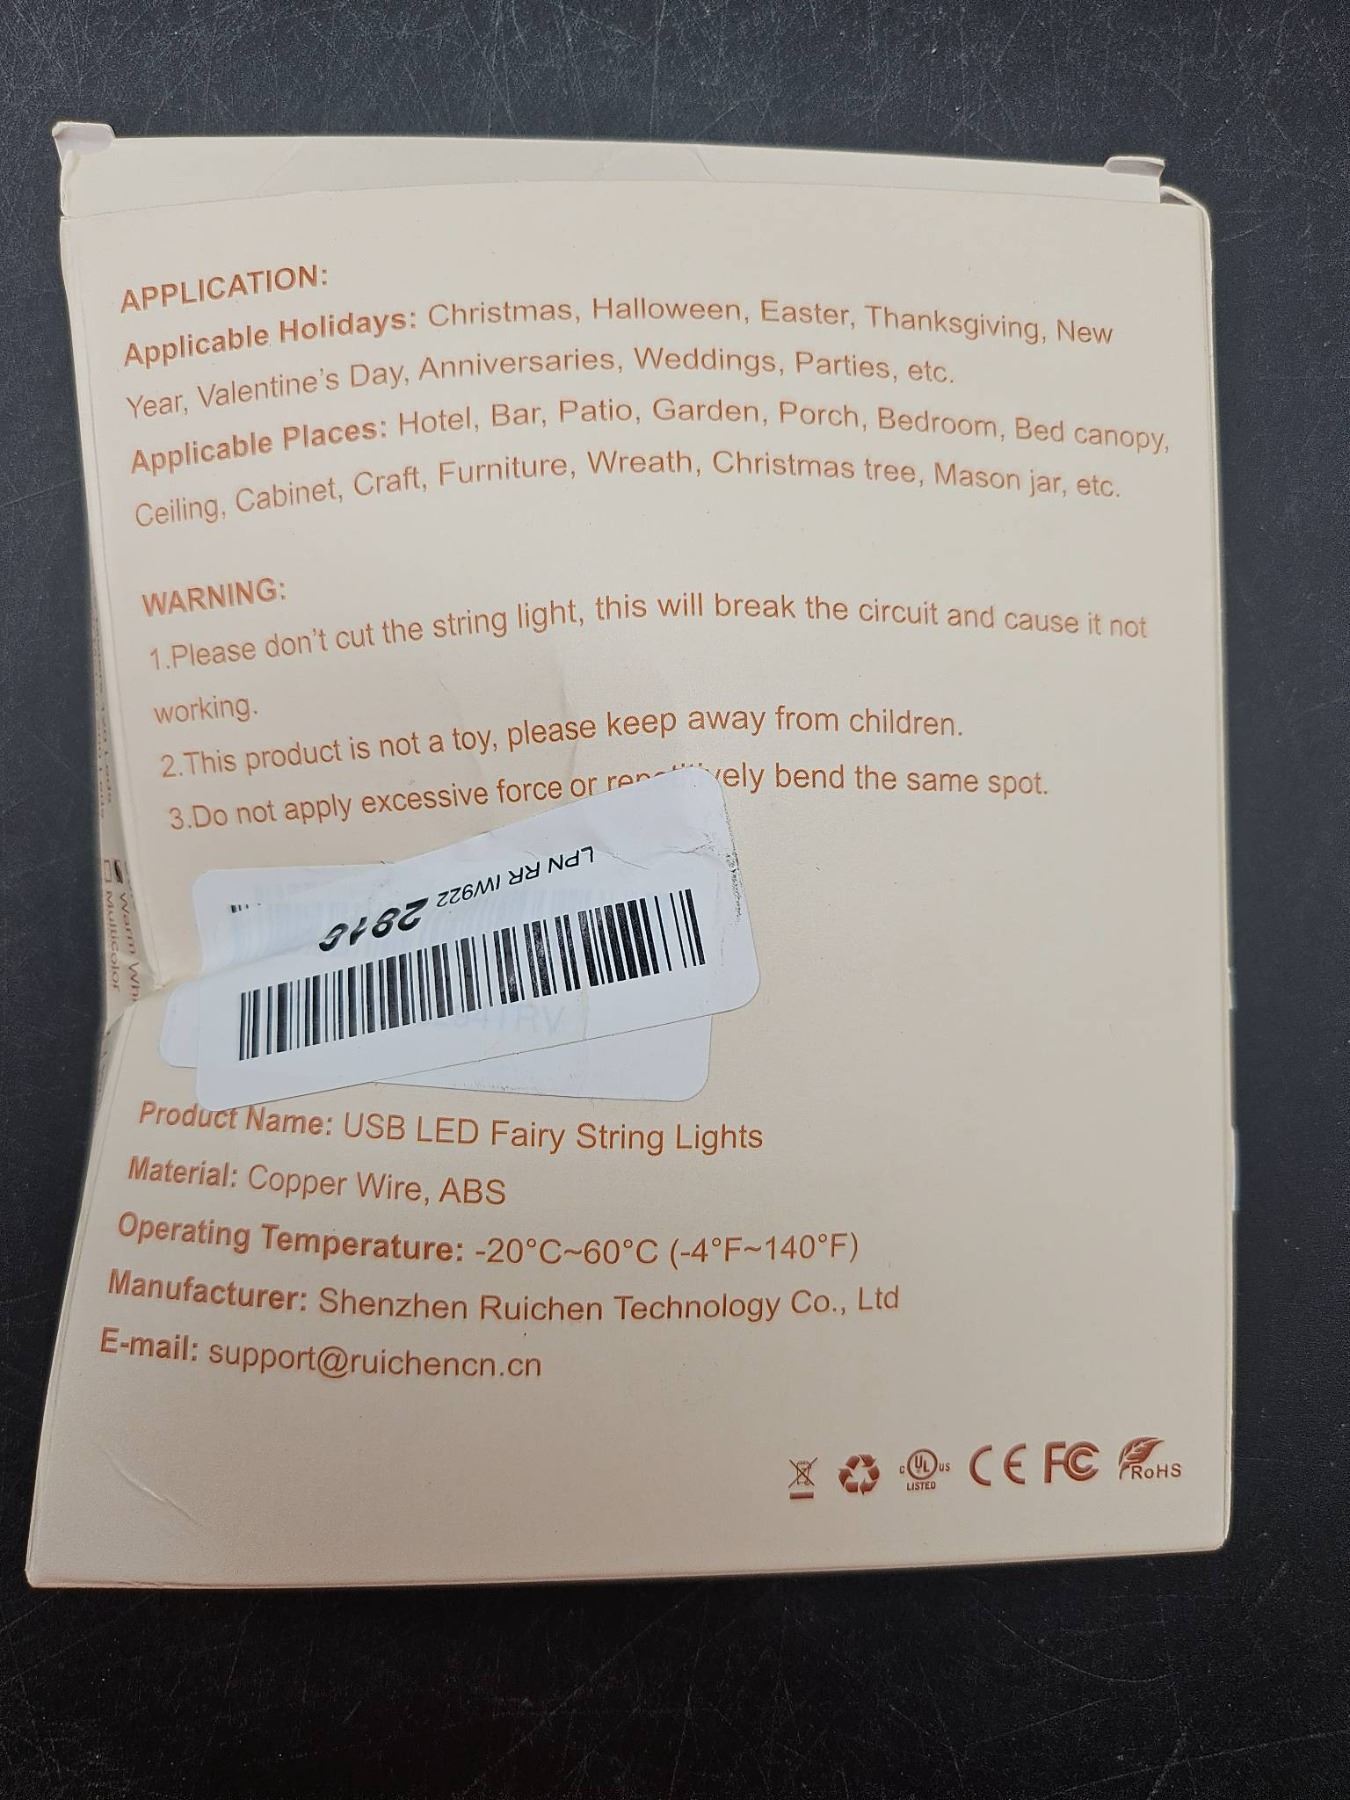 APPLICATION:
Applicable Holidays: Christmas, Halloween, Easter, Thanksgiving, New
Year, Valentine's Day, Anniversaries, Weddings, Parties, etc.
Applicable Places: Hotel, Bar, Patio, Garden, Porch, Bedroom, Bed canopy,
Ceiling, Cabinet, Craft, Furniture, Wreath, Christmas tree, Mason jar, etc.
WARNING:
1.Please don't cut the string light, this will break the circuit and cause it not
working.
2.This product is not a toy, please keep away from children.
3.Do not apply excessive force or bend the same spot.
LPN RR IW922
Product Name: USB LED Fairy String Lights
Material: Copper Wire, ABS
Operating Temperature: -20°C~60°C (-4°F~140°F)
Manufacturer: Shenzhen Ruichen Technology Co., Ltd
E-mail: support@ruichencn.cn
C UL US LISTED CE FC RoHS
Warm
Multicolor